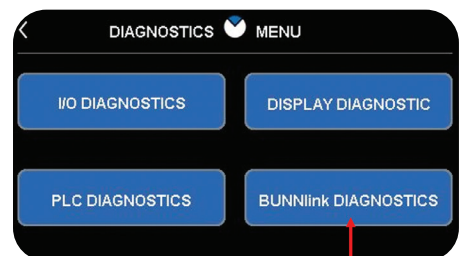 DIAGNOSTICS MENU
I/O DIAGNOSTICS
DISPLAY DIAGNOSTIC
PLC DIAGNOSTICS
BUNNlink DIAGNOSTICS